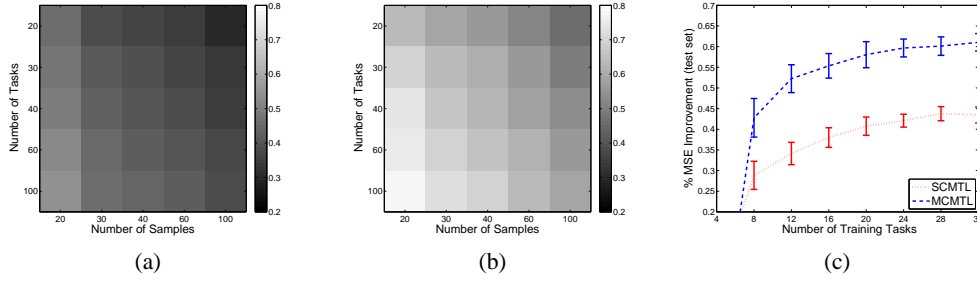 Number of Tasks
20
30
40
60
100
20 30 40 60 100
Number of Samples
0.8
0.7
0.6
0.5
0.4
0.3
0.2
(a)
Number of Tasks
20
30
40
60
100
20 30 40 60 100
Number of Samples
0.8
0.7
0.6
0.5
0.4
0.3
0.2
(b)
% MSE Improvement (test set)
0.7
0.65
0.6
0.55
0.5
0.45
0.4
0.35
0.3
0.25
0.2
4 8 12 16 20 24 28
Number of Training Tasks
SCMTL
MCMTL
(c)